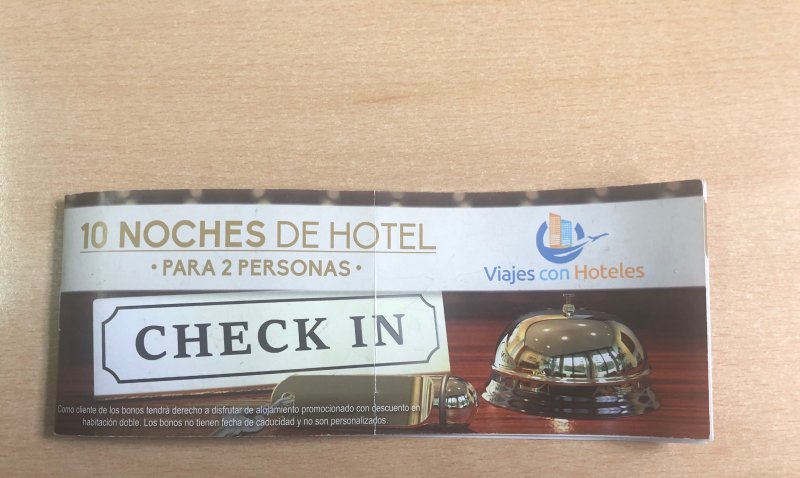 10 NOCHES DE HOTEL
• PARA 2 PERSONAS •
Viajes con Hoteles
CHECK IN
Como cliente de los bonos tendrá derecho a disfrutar de alojamiento promocionado con descuento en
habitación doble. Los bonos no tienen fecha de caducidad y no son personalizados.